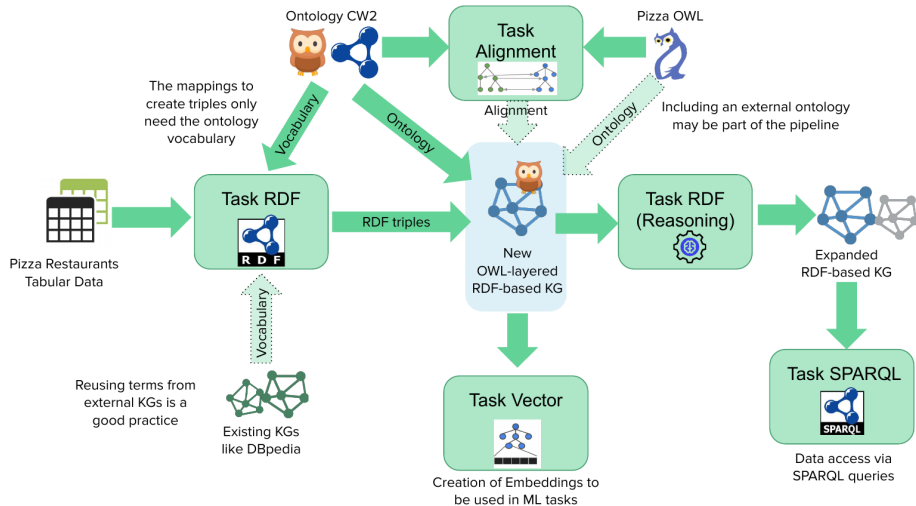 Ontology CW2
Task
Alignment
Pizza OWL
The mappings to
create triples only
need the ontology
vocabulary
Vocabulary
Ontology
Alignment
Ontology
Including an external ontology
may be part of the pipeline
Task RDF
R D F
RDF triples
Task RDF
(Reasoning)
Pizza Restaurants
Tabular Data
New
OWL-layered
RDF-based KG
Expanded
RDF-based KG
Vocabulary
Reusing terms from
external KGs is a
good practice
Existing KGs
like DBpedia
Task Vector
Creation of Embeddings to
be used in ML tasks
Task SPARQL
SPARQL
Data access via
SPARQL queries